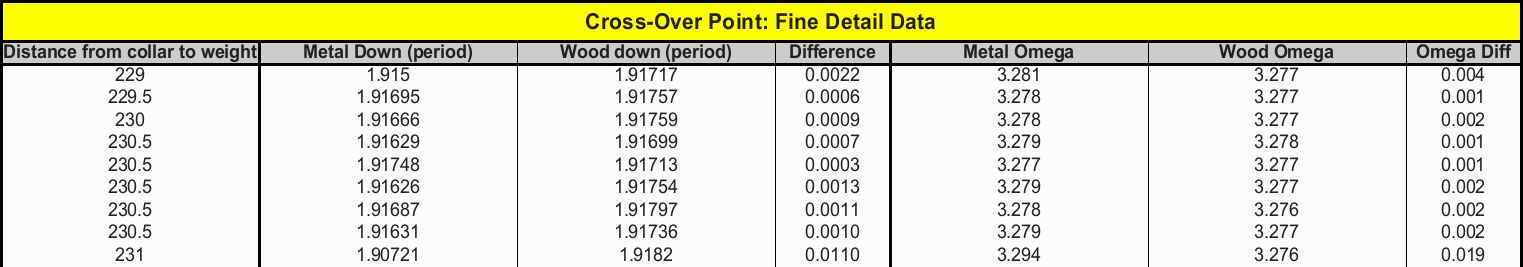 Cross-Over Point: Fine Detail Data
Distance from collar to weight Metal Down (period) Wood down (period) Difference Metal Omega Wood Omega Omega Diff
229 1.915 1.91717 0.0022 3.281 3.277 0.004
229.5 1.91695 1.91757 0.0006 3.278 3.277 0.001
230 1.91666 1.91759 0.0009 3.278 3.277 0.002
230.5 1.91629 1.91699 0.0007 3.279 3.278 0.001
230.5 1.91748 1.91713 0.0003 3.277 3.277 0.001
230.5 1.91626 1.91754 0.0013 3.279 3.277 0.002
230.5 1.91687 1.91797 0.0011 3.278 3.276 0.002
230.5 1.91631 1.91736 0.0010 3.279 3.277 0.002
231 1.90721 1.9182 0.0110 3.294 3.276 0.019